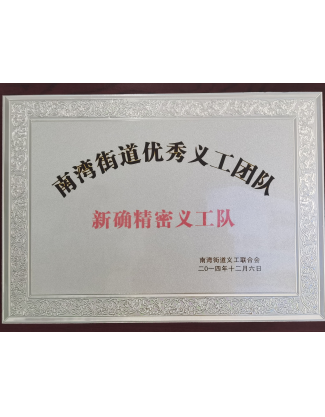 南湾街道优秀义工团队
新确精密义工队
南湾街道义工联合会
二〇一四年十二月六日